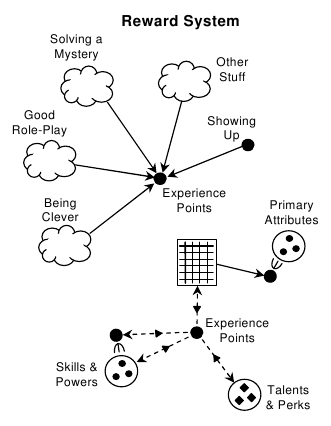 Reward System
Solving a
Mystery
Other
Stuff
Good
Role-Play
Showing
Up
Being
Clever
Experience
Points
Primary
Attributes
Experience
Points
Skills &
Powers
Talents
& Perks